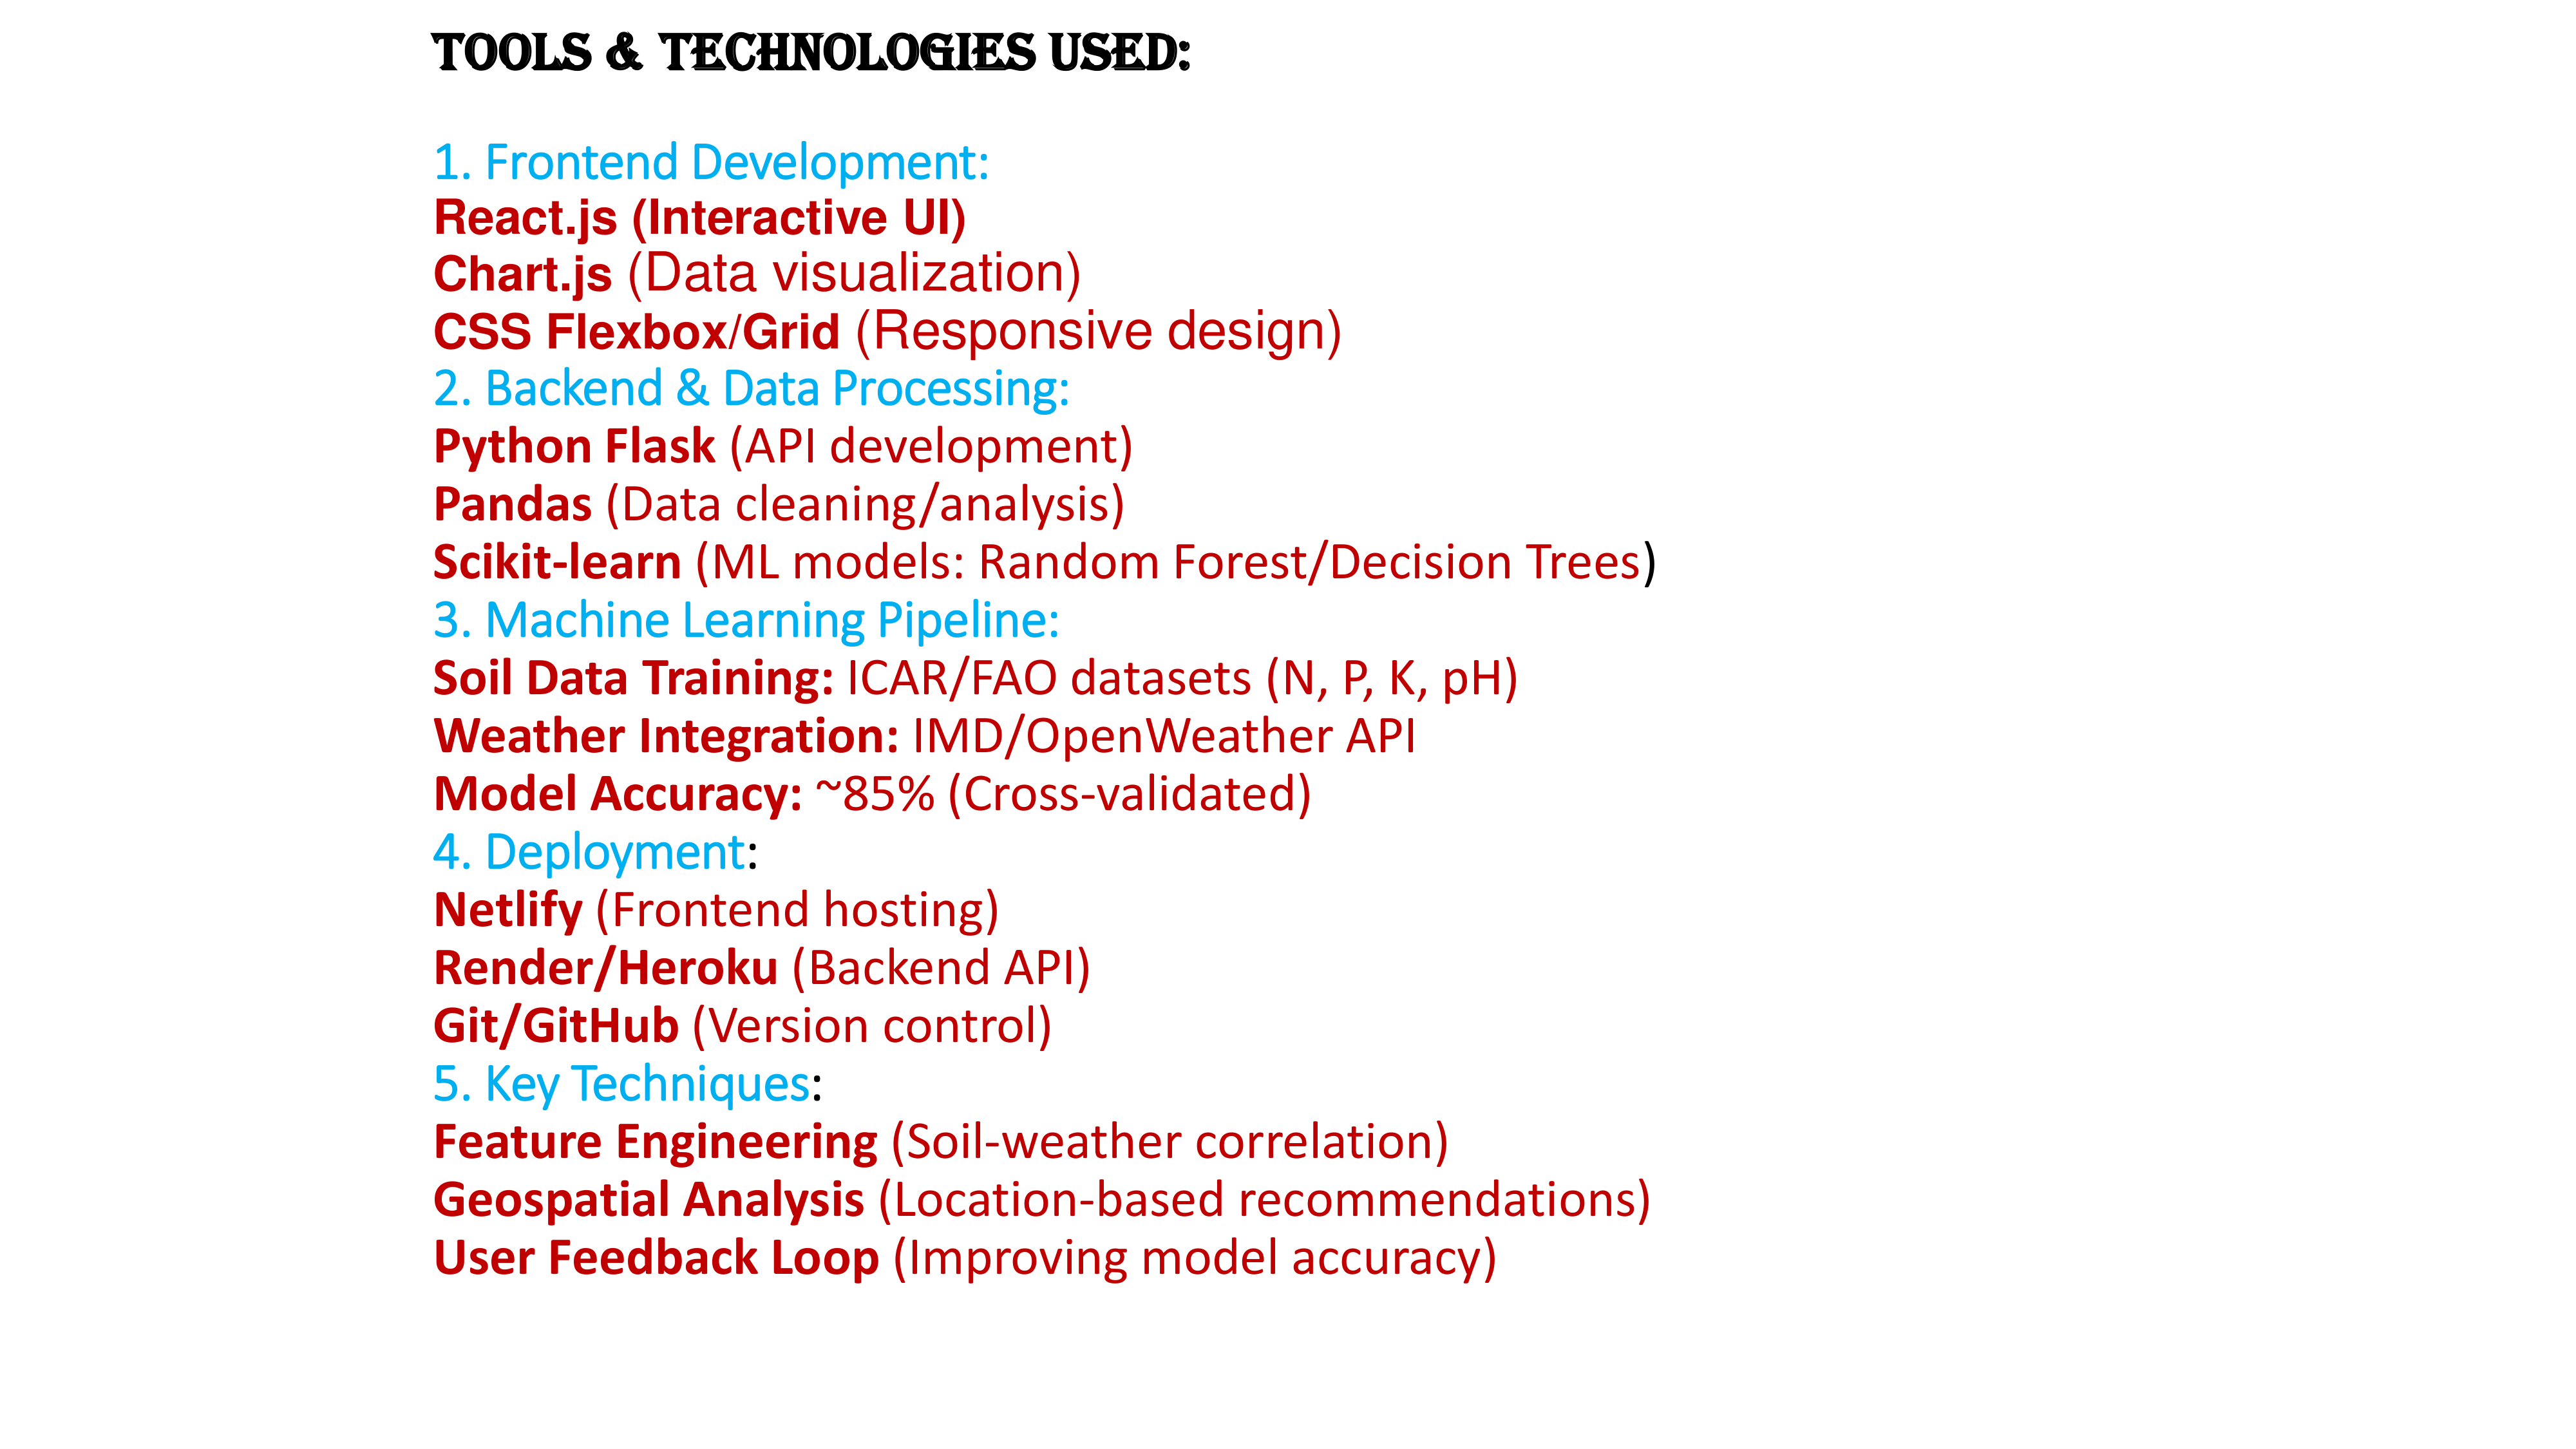 TOOLS & TECHNOLOGIES USED:
1. Frontend Development:
React.js (Interactive UI)
Chart.js (Data visualization)
CSS Flexbox/Grid (Responsive design)
2. Backend & Data Processing:
Python Flask (API development)
Pandas (Data cleaning/analysis)
Scikit-learn (ML models: Random Forest/Decision Trees)
3. Machine Learning Pipeline:
Soil Data Training: ICAR/FAO datasets (N, P, K, pH)
Weather Integration: IMD/OpenWeather API
Model Accuracy: ~85% (Cross-validated)
4. Deployment:
Netlify (Frontend hosting)
Render/Heroku (Backend API)
Git/GitHub (Version control)
5. Key Techniques:
Feature Engineering (Soil-weather correlation)
Geospatial Analysis (Location-based recommendations)
User Feedback Loop (Improving model accuracy)